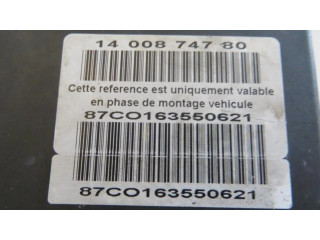 14 008 747 80
Cette reference est uniquement valable
en phase de montage vehicule
87CO163550621
87CO163550621